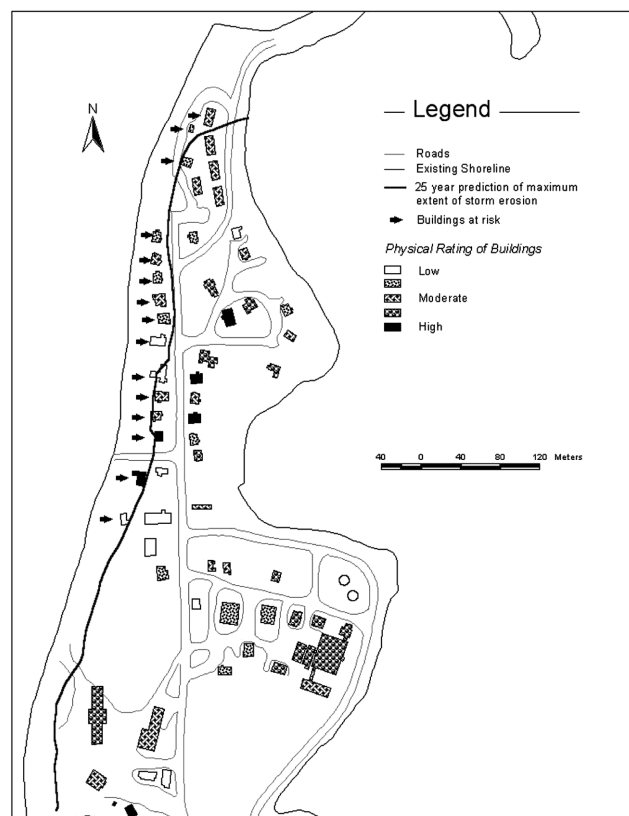 N
Legend
Roads
Existing Shoreline
25 year prediction of maximum
extent of storm erosion
Buildings at risk
Physical Rating of Buildings
Low
Moderate
High
40 0 40 80 120 Meters